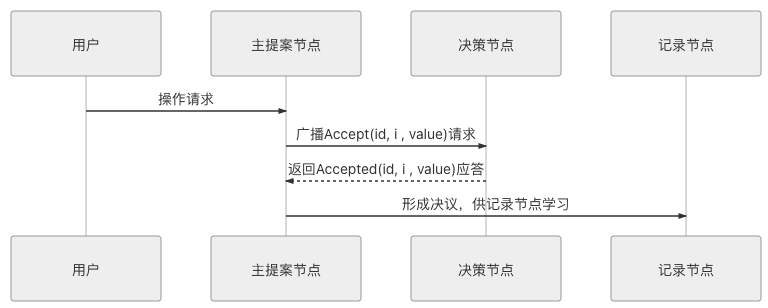 用户
主提案节点
决策节点
记录节点
操作请求
广播Accept(id, i , value)请求
返回Accepted(id, i , value)应答
形成决议，供记录节点学习
用户
主提案节点
决策节点
记录节点